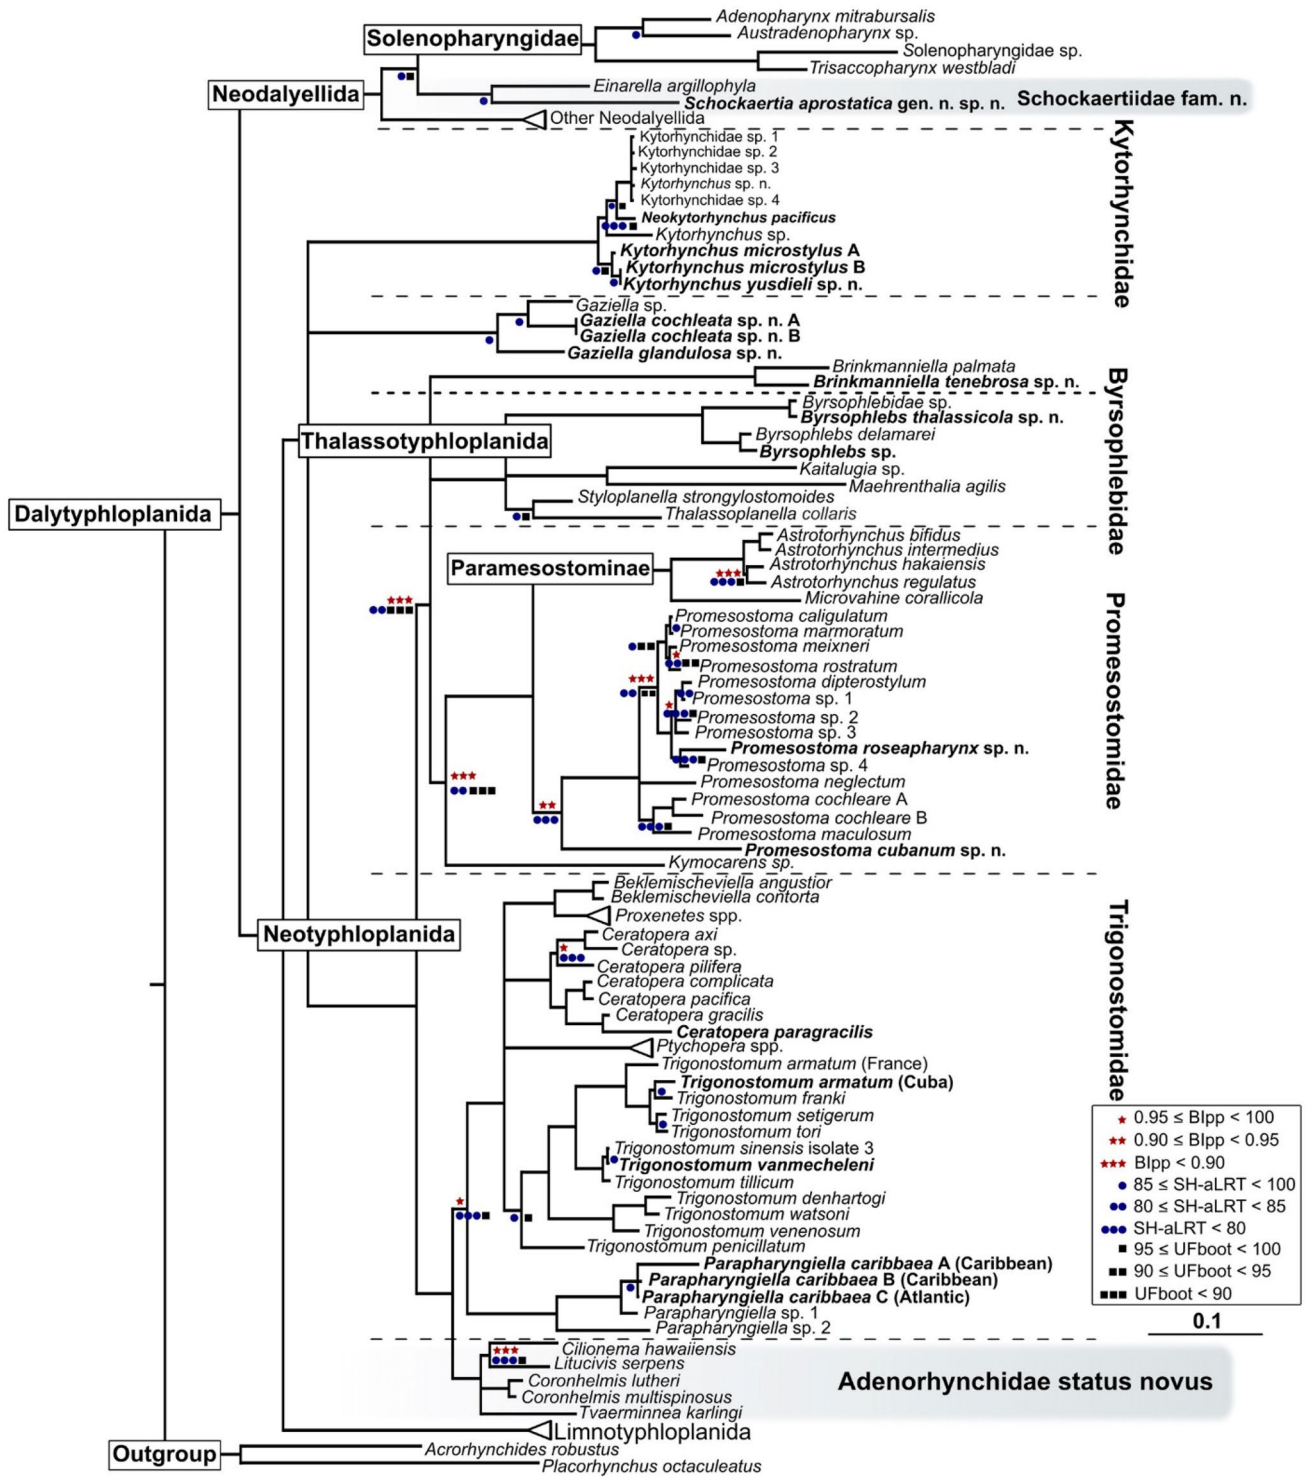 Adenopharynx mitrabursalis
Solenopharyngidae
Austradenopharynx sp.
Solenopharyngidae sp.
Trisaccopharynx westbladi
Neodalyellida
Einarella argillophyla
Schockaertia aprostatica gen. n. sp. n.
Schockaertiidae fam. n.
Other Neodalyellida
Kytorhynchidae
Kytorhynchidae sp. 1
Kytorhynchidae sp. 2
Kytorhynchidae sp. 3
Kytorhynchus sp. n.
Kytorhynchidae sp. 4
Neokytorhynchus pacificus
Kytorhynchus sp.
Kytorhynchus microstylus A
Kytorhynchus microstylus B
Kytorhynchus yusdieli sp. n.
Gaziella sp.
Gaziella cochleata sp. n. A
Gaziella cochleata sp. n. B
Gaziella glandulosa sp. n.
Brinkmanniella palmata
Brinkmanniella tenebrosa sp. n.
Byrsophlebidae
Byrsophlebidae sp.
Byrsophlebs thalassicola sp. n.
Thalassotyphloplanida
Byrsophlebs delamarei
Byrsophlebs sp.
Kaitalugia sp.
Maehrenthalia agilis
Styloplanella strongylostomoides
Thalassoplanella collaris
Dalytyphloplanida
Astrotorhynchus bifidus
Astrotorhynchus intermedius
Paramesostominae
Astrotorhynchus hakaiensis
Astrotorhynchus regulatus
Microvahine corallicola
Promesostomidae
Promesostoma caligulatum
Promesostoma marmoratum
Promesostoma meixneri
Promesostoma rostratum
Promesostoma dipterostylum
Promesostoma sp. 1
Promesostoma sp. 2
Promesostoma sp. 3
Promesostoma roseapharynx sp. n.
Promesostoma sp. 4
Promesostoma neglectum
Promesostoma cochleare A
Promesostoma cochleare B
Promesostoma maculosum
Promesostoma cubanum sp. n.
Kymocarens sp.
Trigonostomidae
Beklemischeviella angustior
Beklemischeviella contorta
Proxenetes spp.
Neotyphloplanida
Ceratopera axi
Ceratopera sp.
Ceratopera pilifera
Ceratopera complicata
Ceratopera pacifica
Ceratopera gracilis
Ceratopera paragracilis
Ptychopera spp.
Trigonostomum armatum (France)
Trigonostomum armatum (Cuba)
Trigonostomum franki
Trigonostomum setigerum
Trigonostomum tori
Trigonostomum sinensis isolate 3
Trigonostomum vanmecheleni
Trigonostomum tillicum
Trigonostomum denhartogi
Trigonostomum watsoni
Trigonostomum venenosum
Trigonostomum penicillatum
Parapharyngiella caribbaea A (Caribbean)
Parapharyngiella caribbaea B (Caribbean)
Parapharyngiella caribbaea C (Atlantic)
Parapharyngiella sp. 1
Parapharyngiella sp. 2
0.95 ≤ BIpp < 100
0.90 ≤ BIpp < 0.95
BIpp < 0.90
85 ≤ SH-aLRT < 100
80 ≤ SH-aLRT < 85
SH-aLRT < 80
95 ≤ UFboot < 100
90 ≤ UFboot < 95
UFboot < 90
0.1
Cilionema hawaiiensis
Litucivis serpens
Coronhelmis lutheri
Coronhelmis multispinosus
Tvaerminnea karlingi
Adenorhynchidae status novus
Limnotyphloplanida
Outgroup
Acrorhynchides robustus
Placorhynchus octaculeatus